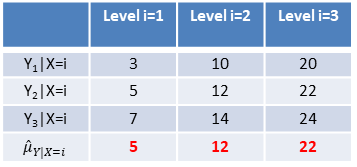 Level i=1 Level i=2 Level i=3
Y₁|X=i 3 10 20
Y₂|X=i 5 12 22
Y₃|X=i 7 14 24
μ̂_Y|X=i 5 12 22